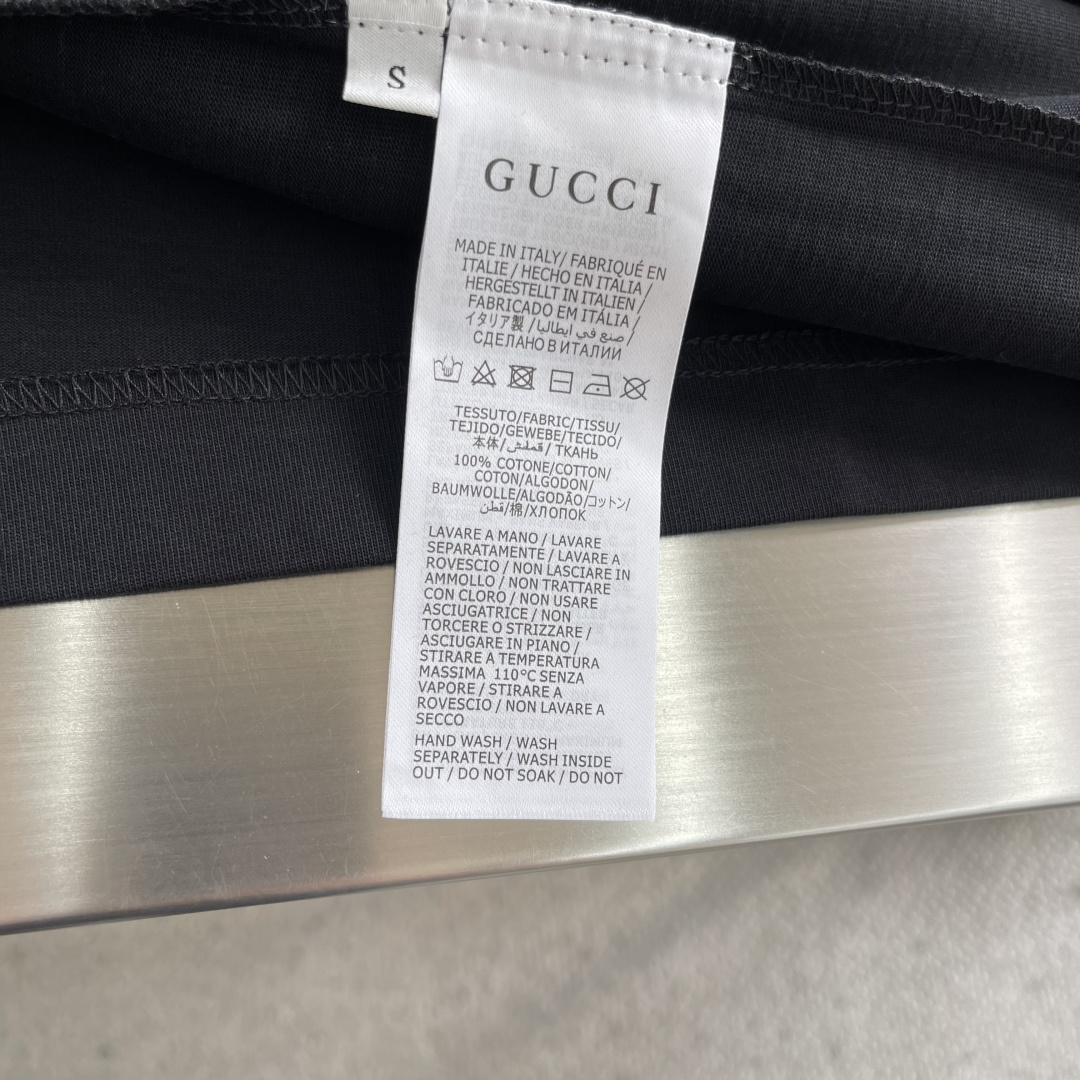 S
GUCCI
MADE IN ITALY/ FABRIQUÉ EN
ITALIE / HECHO EN ITALIA /
HERGESTELLT IN ITALIEN /
FABRICADO EM ITÁLIA /
イタリア製 / صنع في ايطاليا /
СДЕЛАНО В ИТАЛИИ
TESSUTO/FABRIC/TISSU/
TEJIDO/GEWEBE/TECIDO/
本体/قملش/ ТКАНЬ
100% COTONE/COTTON/
COTON/ALGODON/
BAUMWOLLE/ALGODÃO/コットン/
قطن/棉/ХЛОПОК
LAVARE A MANO / LAVARE
SEPARATAMENTE / LAVARE A
ROVESCIO / NON LASCIARE IN
AMMOLLO / NON TRATTARE
CON CLORO / NON USARE
ASCIUGATRICE / NON
TORCERE O STRIZZARE /
ASCIUGARE IN PIANO /
STIRARE A TEMPERATURA
MASSIMA 110°C SENZA
VAPORE / STIRARE A
ROVESCIO / NON LAVARE A
SECCO
HAND WASH / WASH
SEPARATELY / WASH INSIDE
OUT / DO NOT SOAK / DO NOT